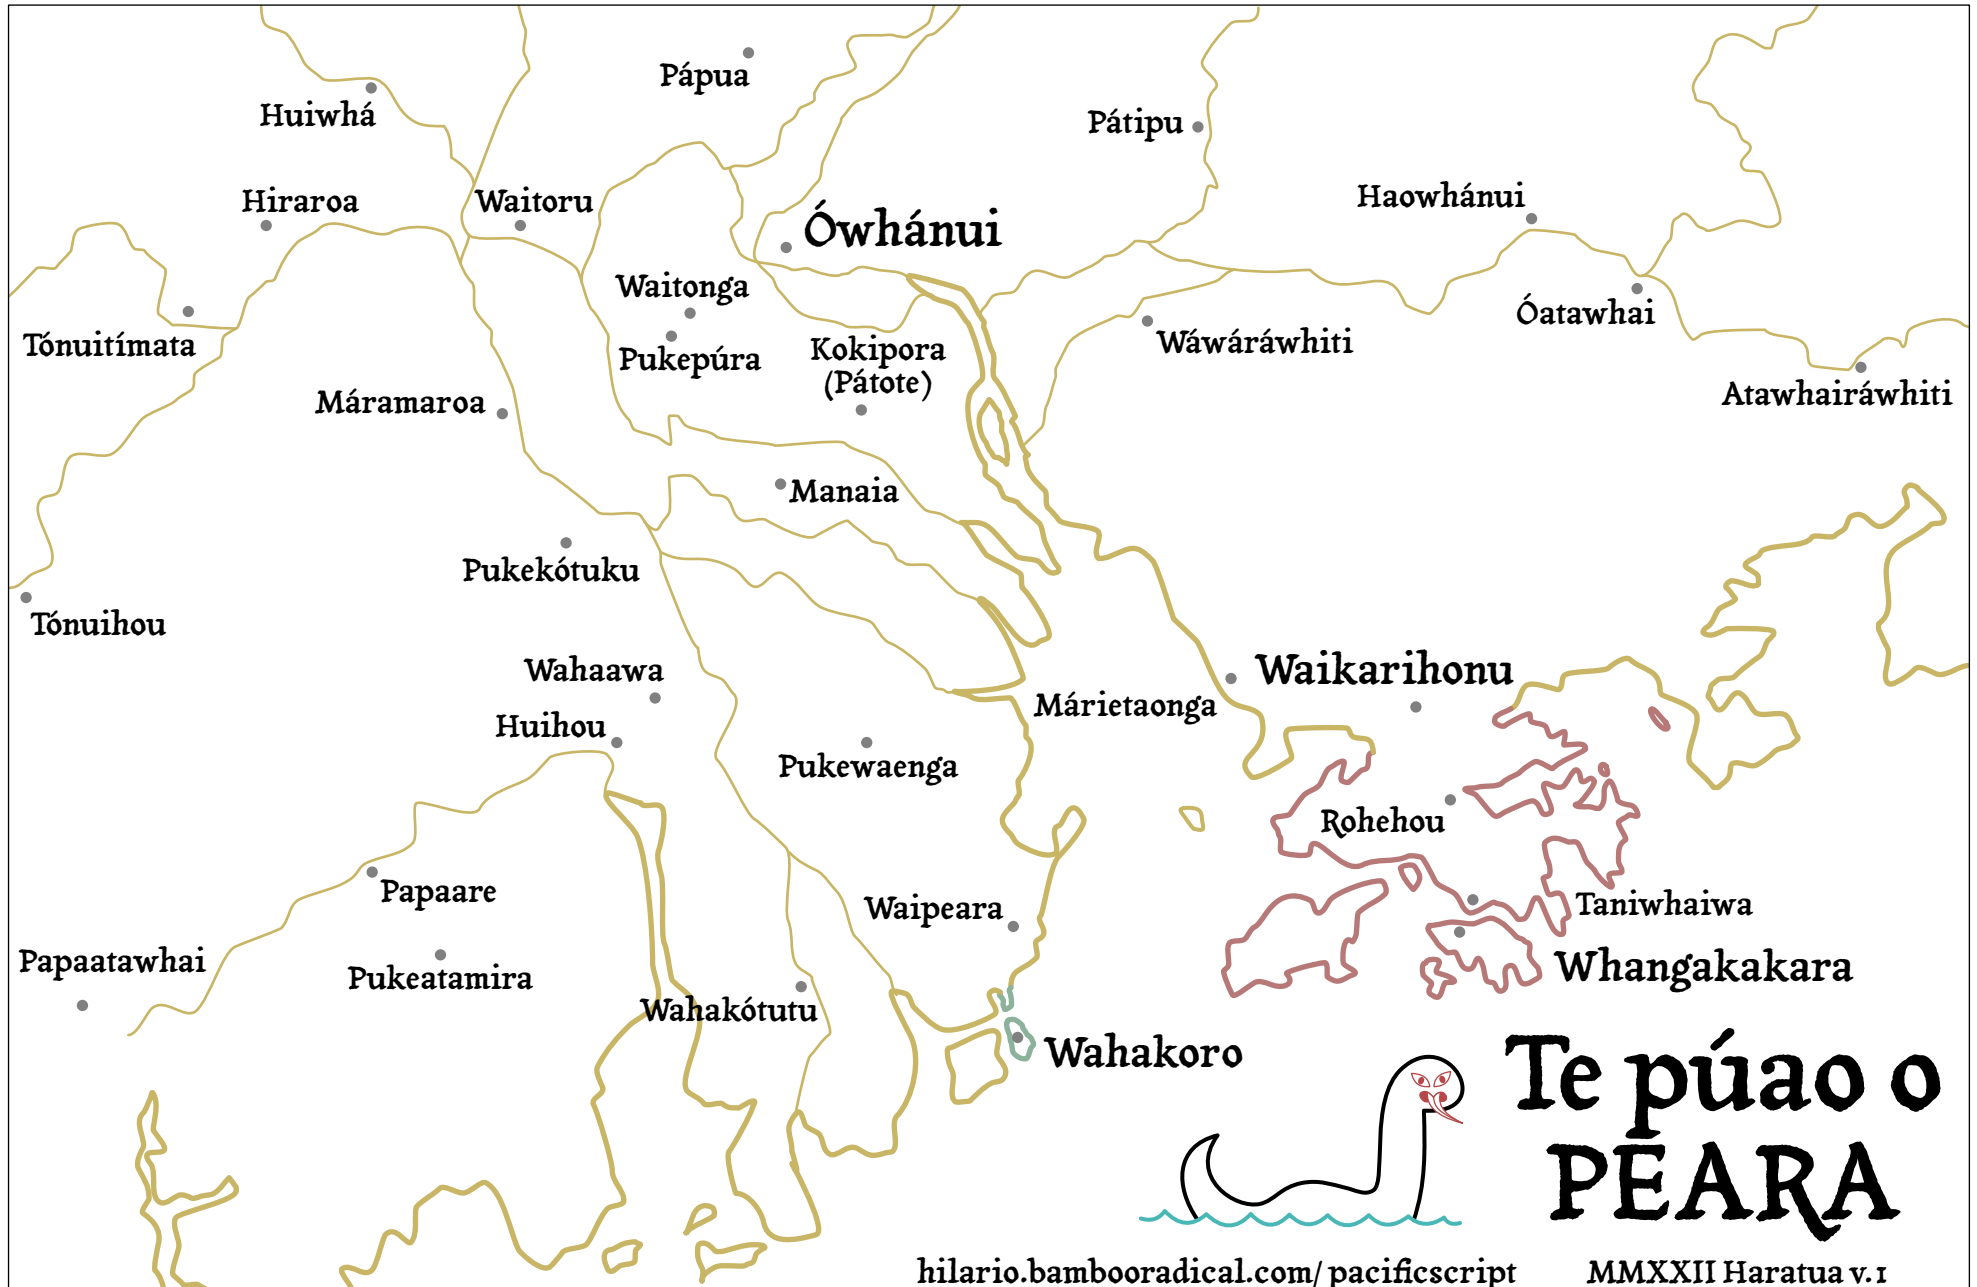 Pápua
Huiwhá
Pátipu
Hiraroa
Waitoru
Haowhánui
Ówhánui
Waitonga
Óatawhai
Tónuitímata
Pukepúra
Kokipora
(Pátote)
Wáwáráwhiti
Atawhairáwhiti
Máramaroa
Manaia
Pukekótuku
Tónuihou
Wahaawa
Waikarihonu
Márietaonga
Huihou
Pukewaenga
Rohehou
Papaare
Waipeara
Taniwhaiwa
Papaatawhai
Pukeatamira
Whangakakara
Wahakótutu
Wahakoro
Te púao o
PEARA
hilario.bambooradical.com/pacificscript
MMXXII Haratua v.1